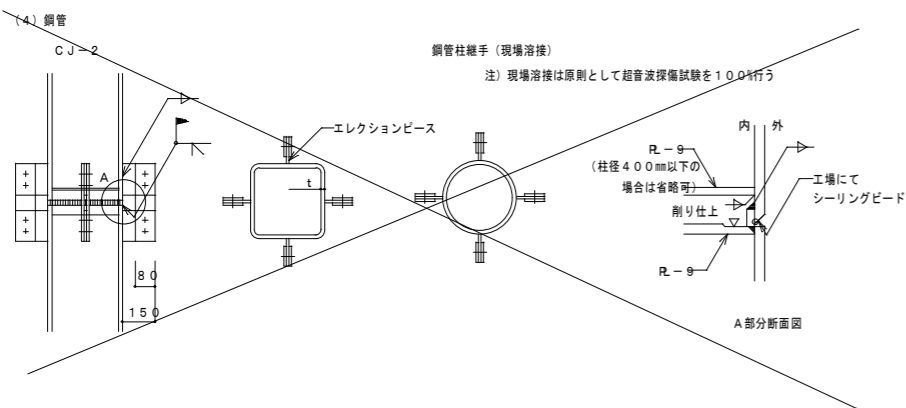 (4) 鋼管
CJ-2
鋼管柱継手 (現場溶接)
注) 現場溶接は原則として超音波探傷試験を100%行う
エレクションピース
A
t
80
150
内 外
PL-9
(柱径400㎜以下の
場合は省略可)
削り仕上
工場にて
シーリングビード
PL-9
A部分断面図